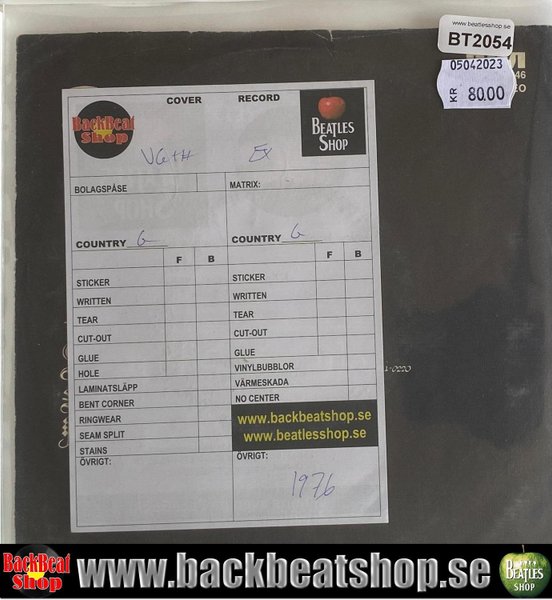 www.beatlesshop.se
BT2054
05042023
KR 80.00
46
EO
COVER RECORD
BackBeat Shop
BEATLES SHOP
VG++ EX
BOLAGSPÅSE MATRIX:
COUNTRY G COUNTRY G
F B F B
STICKER STICKER
WRITTEN WRITTEN
TEAR TEAR
CUT-OUT CUT-OUT
GLUE GLUE
HOLE VINYLBUBBLOR
LAMINATSLÄPP VÄRMESKADA
BENT CORNER NO CENTER
RINGWEAR www.backbeatshop.se
SEAM SPLIT www.beatlesshop.se
STAINS
ÖVRIGT: ÖVRIGT:
1976
BackBeat Shop www.backbeatshop.se BEATLES SHOP